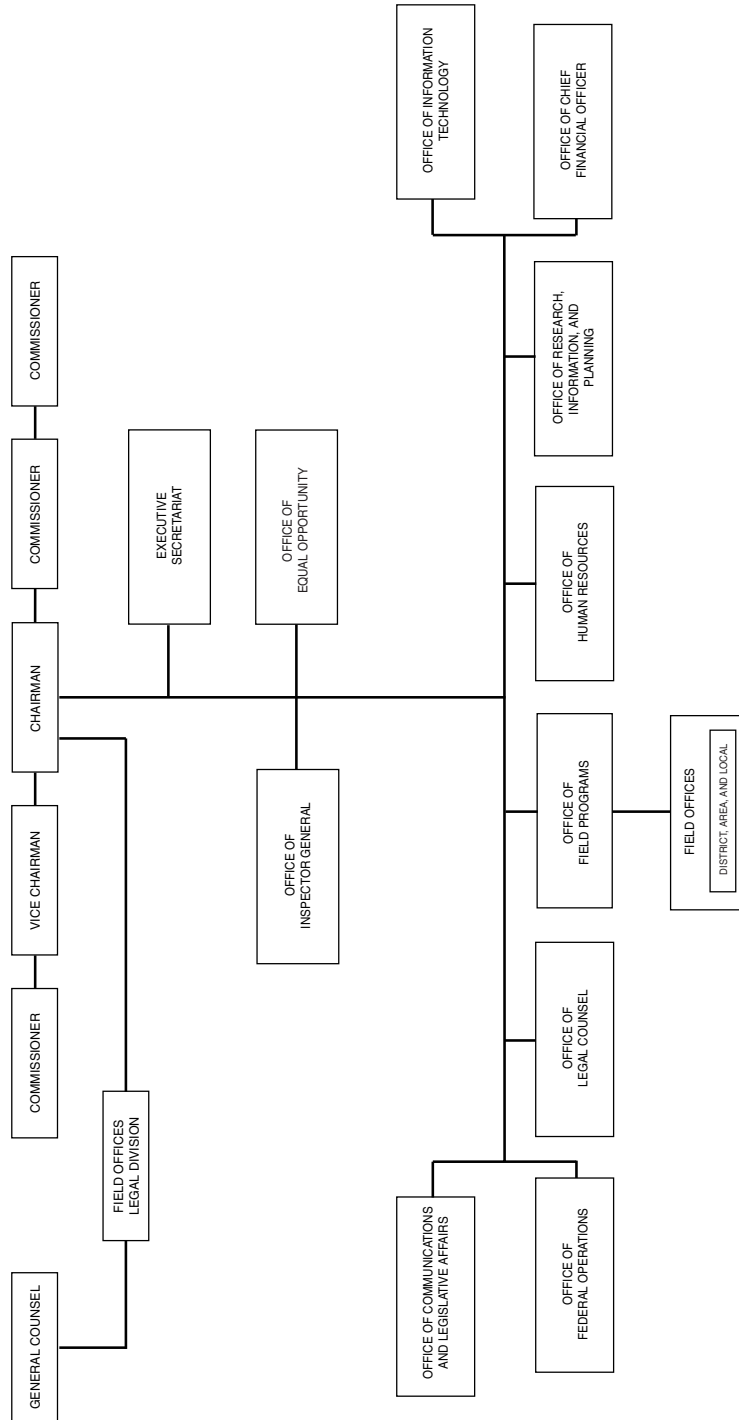 GENERAL COUNSEL
COMMISSIONER
VICE CHAIRMAN
CHAIRMAN
COMMISSIONER
COMMISSIONER
FIELD OFFICES
LEGAL DIVISION
EXECUTIVE
SECRETARIAT
OFFICE OF
INSPECTOR GENERAL
OFFICE OF
EQUAL OPPORTUNITY
OFFICE OF COMMUNICATIONS
AND LEGISLATIVE AFFAIRS
OFFICE OF INFORMATION
TECHNOLOGY
OFFICE OF
FEDERAL OPERATIONS
OFFICE OF
LEGAL COUNSEL
OFFICE OF
FIELD PROGRAMS
OFFICE OF
HUMAN RESOURCES
OFFICE OF RESEARCH,
INFORMATION, AND
PLANNING
OFFICE OF CHIEF
FINANCIAL OFFICER
FIELD OFFICES
DISTRICT, AREA, AND LOCAL